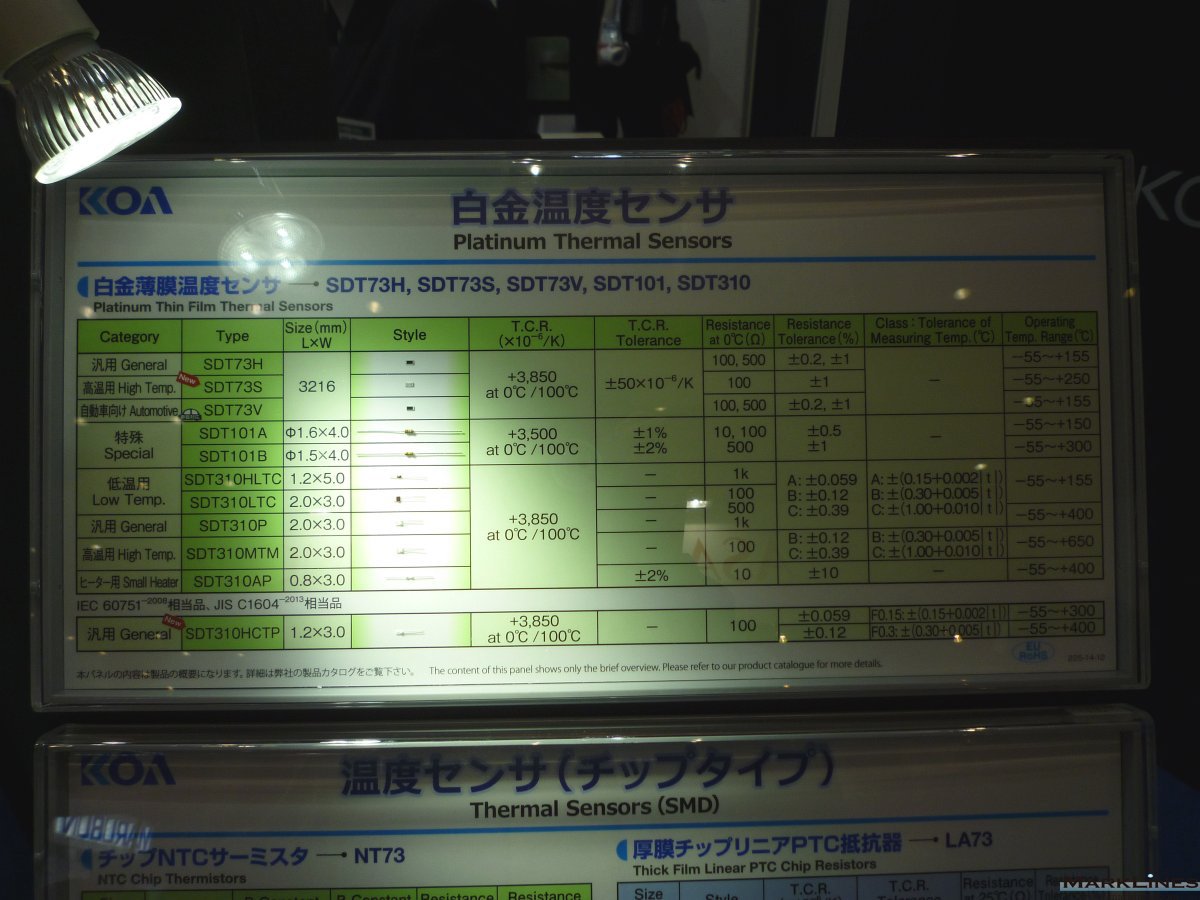 KOA
白金温度センサ
Platinum Thermal Sensors
白金薄膜温度センサ → SDT73H, SDT73S, SDT73V, SDT101, SDT310
Platinum Thin Film Thermal Sensors
Category Type Size (mm) L×W Style T.C.R. (×10⁻⁶/K) T.C.R. Tolerance Resistance at 0℃ (Ω) Resistance Tolerance (%) Class : Tolerance of Measuring Temp. (℃) Operating Temp. Range (℃)
汎用 General SDT73H 3216 +3,850 at 0℃ /100℃ ±50×10⁻⁶/K 100, 500 ±0.2, ±1 − −55〜+155
高温用 High Temp. New SDT73S 100 ±1 −55〜+250
自動車向け Automotive SDT73V 100, 500 ±0.2, ±1 −55〜+155
特殊 Special SDT101A Φ1.6×4.0 +3,500 at 0℃ /100℃ ±1% ±2% 10, 100 500 ±0.5 ±1 − −55〜+150
SDT101B Φ1.5×4.0 −55〜+300
低温用 Low Temp. SDT310HLTC 1.2×5.0 +3,850 at 0℃ /100℃ − 1k A: ±0.059 B: ±0.12 C: ±0.39 A: ±(0.15+0.002|t|) B: ±(0.30+0.005|t|) C: ±(1.00+0.010|t|) −55〜+155
SDT310LTC 2.0×3.0 − 100
汎用 General SDT310P 2.0×3.0 − 500 1k −55〜+400
高温用 High Temp. SDT310MTM 2.0×3.0 − 100 B: ±0.12 C: ±0.39 B: ±(0.30+0.005|t|) C: ±(1.00+0.010|t|) −55〜+650
ヒーター用 Small Heater SDT310AP 0.8×3.0 ±2% 10 ±10 − −55〜+400
IEC 60751⁻²⁰⁰⁸相当品、JIS C1604⁻²⁰¹³相当品
汎用 General New SDT310HCTP 1.2×3.0 +3,850 at 0℃ /100℃ − 100 ±0.059 F0.15: ±(0.15+0.002|t|) −55〜+300
±0.12 F0.3: ±(0.30+0.005|t|) −55〜+400
EU RoHS
225-14-12
本パネルの内容は製品の概要になります。詳細は弊社の製品カタログをご覧下さい。 The content of this panel shows only the brief overview. Please refer to our product catalogue for more details.
KOA
温度センサ(チップタイプ)
Thermal Sensors (SMD)
チップNTCサーミスタ → NT73
NTC Chip Thermistors
厚膜チップリニアPTC抵抗器 → LA73
Thick Film Linear PTC Chip Resistors
Resistance Resistance
Size Style T.C.R. T.C.R. Resistance
MARKLINES